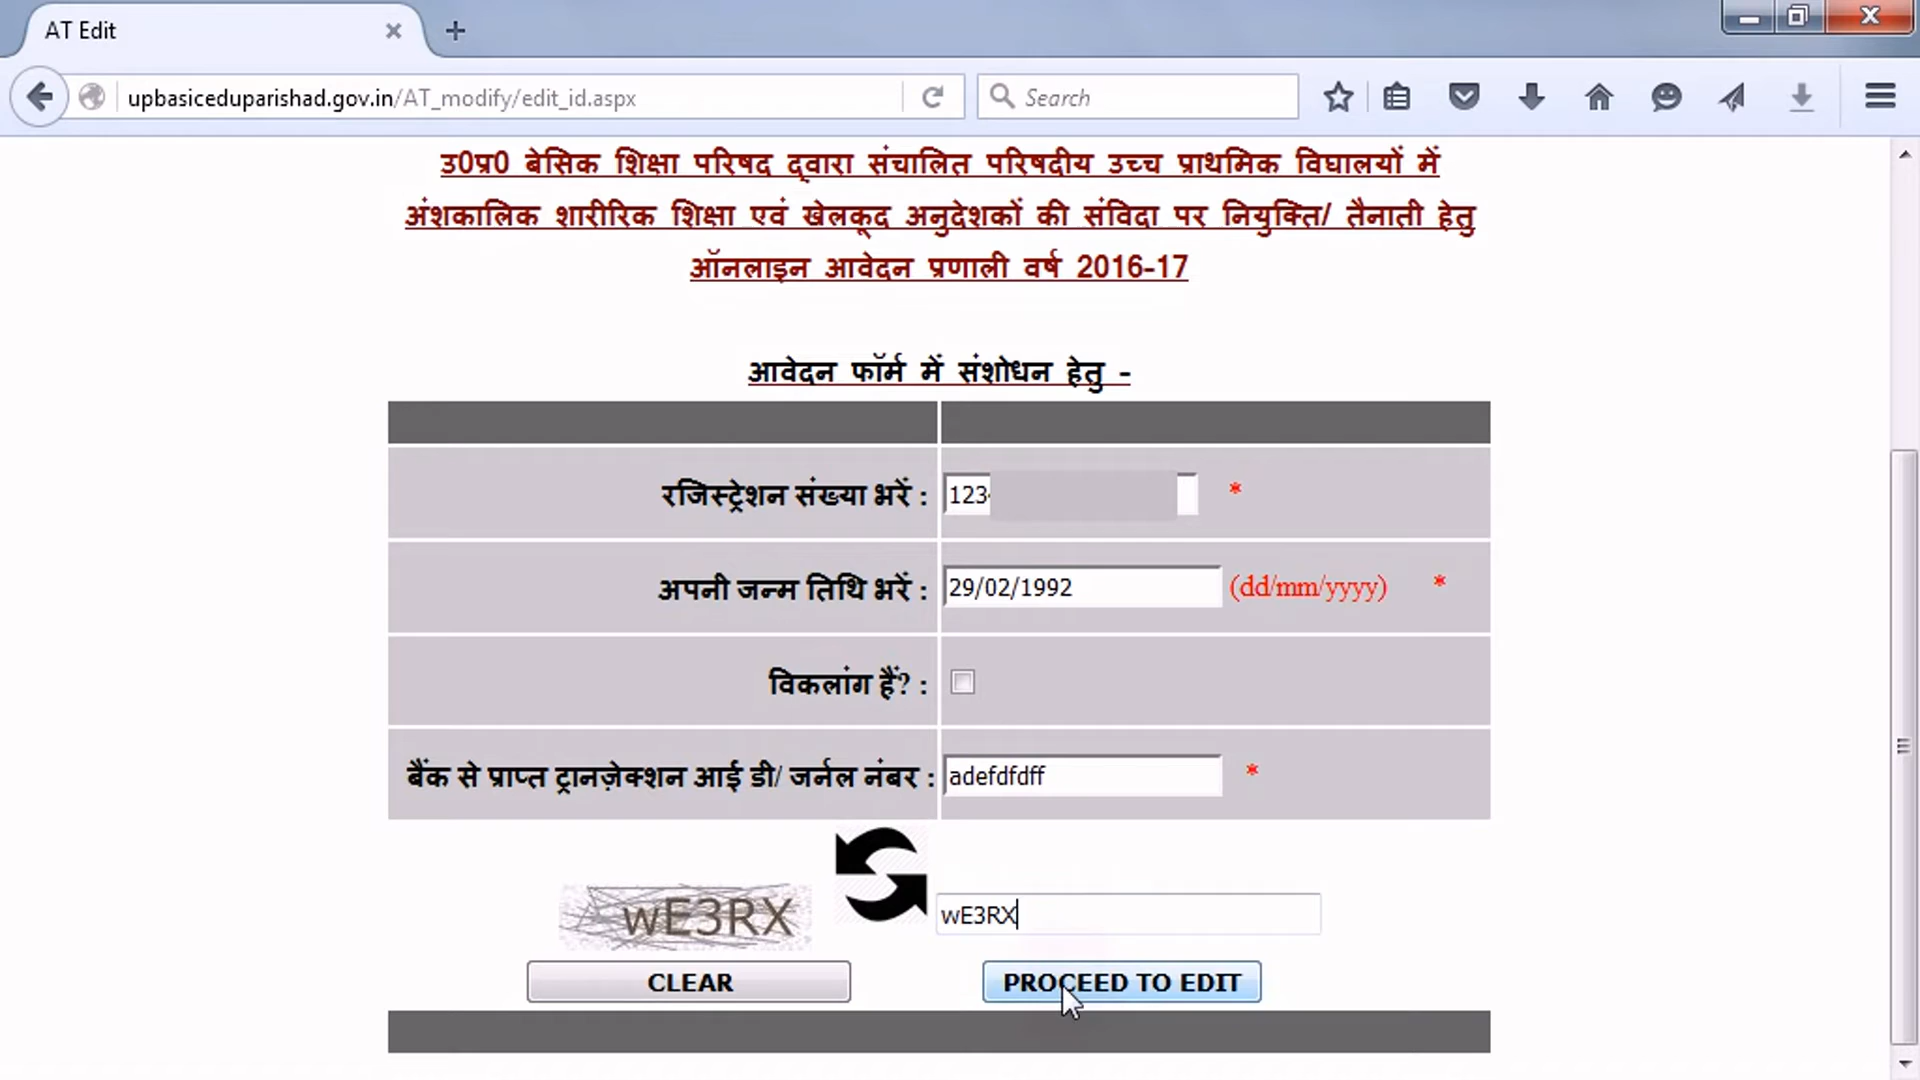 AT Edit
upbasiceduparishad.gov.in/AT_modify/edit_id.aspx
Search
उ0प्र0 बेसिक शिक्षा परिषद द्वारा संचालित परिषदीय उच्च प्राथमिक विघालयों में
अंशकालिक शारीरिक शिक्षा एवं खेलकूद अनुदेशकों की संविदा पर नियुक्ति/ तैनाती हेतु
ऑनलाइन आवेदन प्रणाली वर्ष 2016-17
आवेदन फॉर्म में संशोधन हेतु -
रजिस्ट्रेशन संख्या भरें : 123 *
अपनी जन्म तिथि भरें : 29/02/1992 (dd/mm/yyyy) *
विकलांग हैं? :
बैंक से प्राप्त ट्रानज़ेक्शन आई डी/ जर्नल नंबर : adefdfdff *
wE3RX wE3RX
CLEAR PROCEED TO EDIT